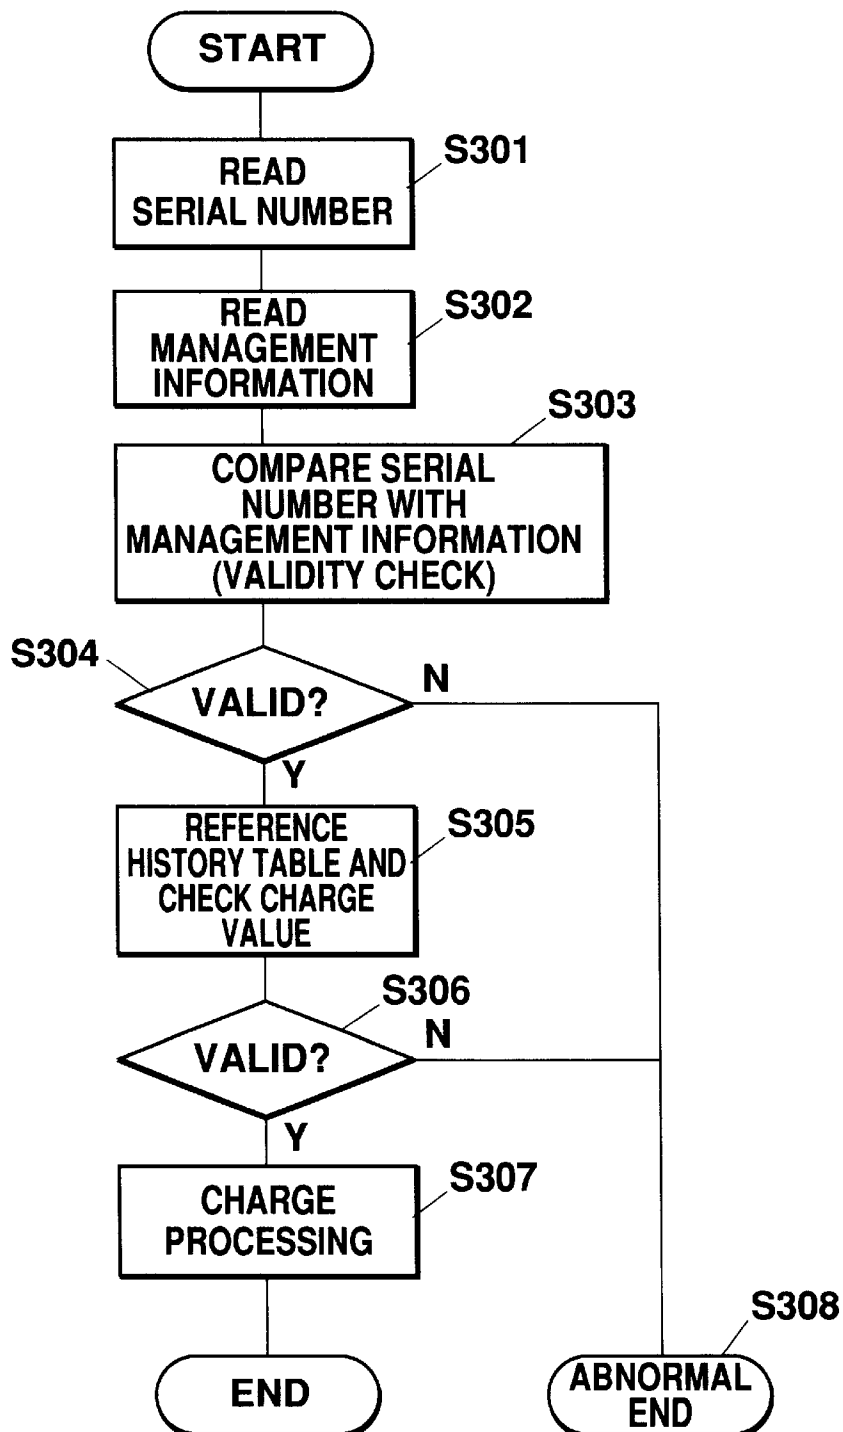 START
S301
READ
SERIAL NUMBER
S302
READ
MANAGEMENT
INFORMATION
S303
COMPARE SERIAL
NUMBER WITH
MANAGEMENT INFORMATION
(VALIDITY CHECK)
S304
VALID?
N
Y
S305
REFERENCE
HISTORY TABLE AND
CHECK CHARGE
VALUE
S306
VALID?
N
Y
S307
CHARGE
PROCESSING
S308
END
ABNORMAL
END